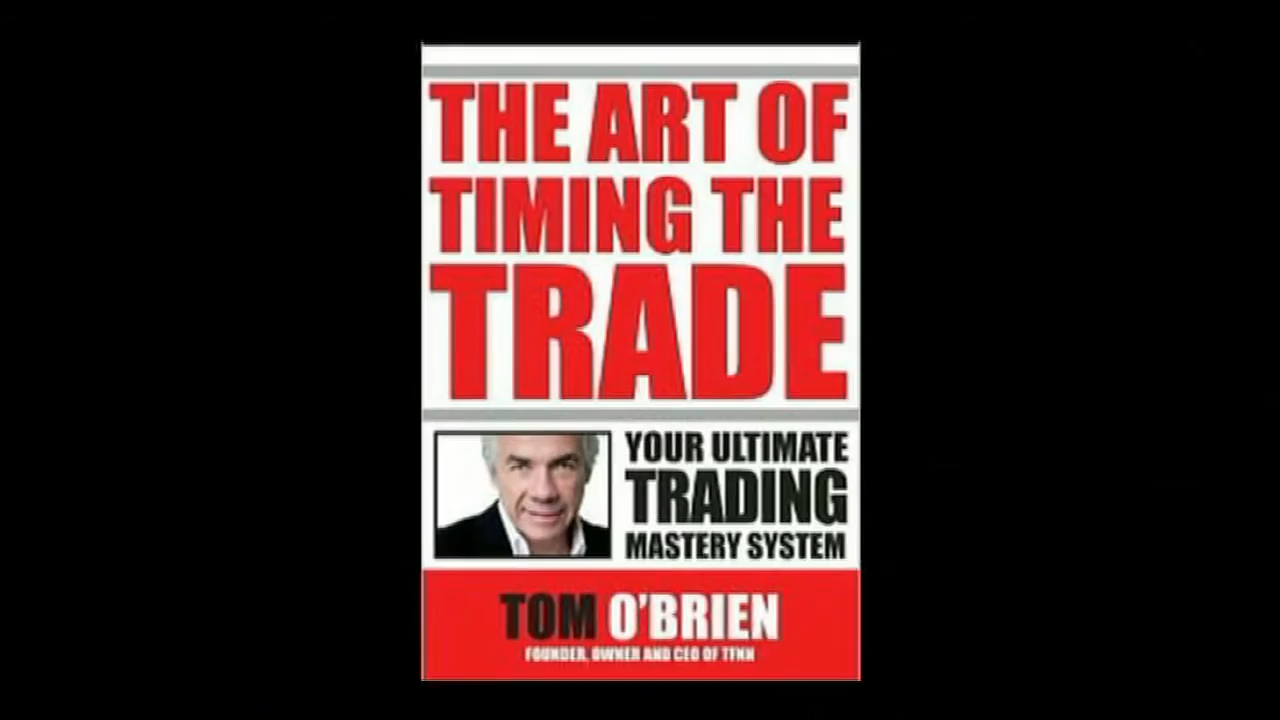 THE ART OF
TIMING THE
TRADE
YOUR ULTIMATE
TRADING
MASTERY SYSTEM
TOM O'BRIEN
FOUNDER, OWNER AND CEO OF TFNN